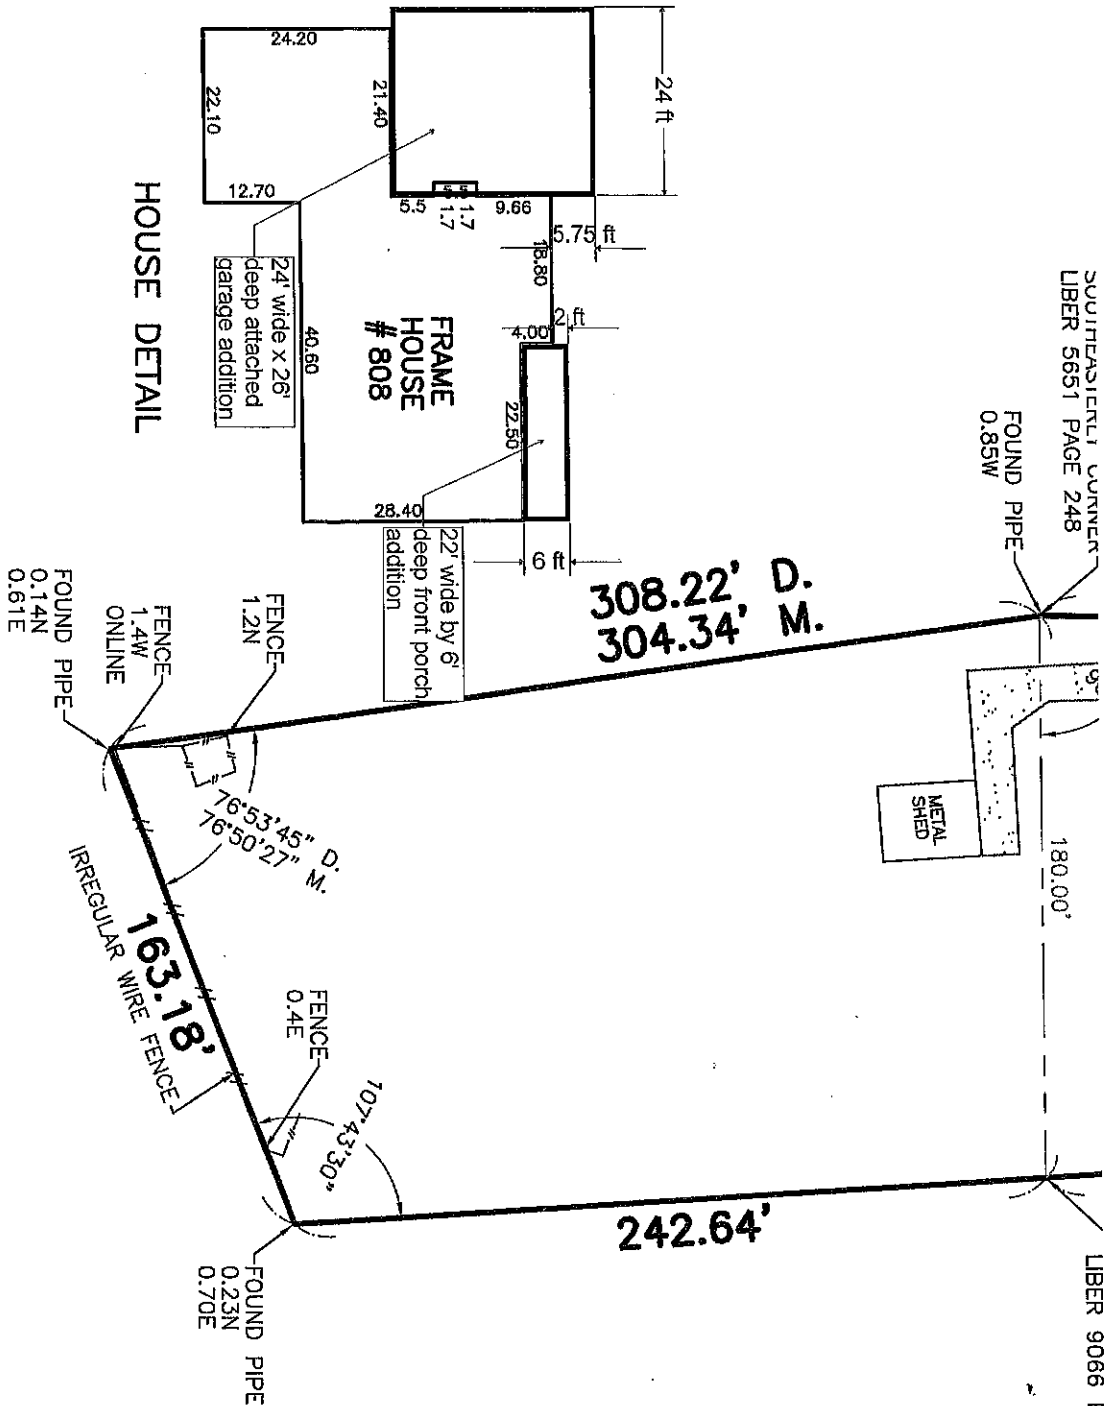 24.20
22.10
21.40
12.70
24 ft
5.5
1.7
1.7
9.66
5.75 ft
18.80
2 ft
4.00
FRAME
HOUSE
# 808
40.60
22.50
28.40
6 ft
24' wide x 26'
deep attached
garage addition
22' wide by 6'
deep front porch
addition
HOUSE DETAIL
CORNER
LIBER 5651 PAGE 248
FOUND PIPE
0.85W
308.22' D.
304.34' M.
METAL
SHED
180.00'
FENCE
1.2N
FENCE
1.4W
ONLINE
FOUND PIPE
0.14N
0.61E
76°53'45" D.
76°50'27" M.
163.18'
IRREGULAR WIRE FENCE
FENCE
0.4E
107°43'30"
242.64'
FOUND PIPE
0.23N
0.70E
LIBER 9066